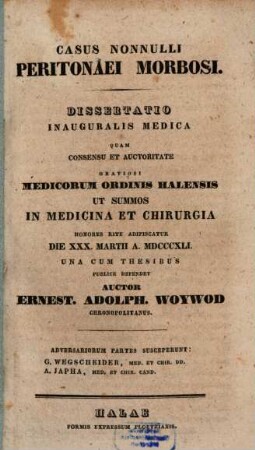 CASUS NONNULLI
PERITONAEI MORBOSI.
DISSERTATIO
INAUGURALIS MEDICA
QUAM
CONSENSU ET AUCTORITATE
GRATIOSI
MEDICORUM ORDINIS HALENSIS
UT SUMMOS
IN MEDICINA ET CHIRURGIA
HONORES RITE ADIPISCATUR
DIE XXX. MARTII A. MDCCCXLI.
UNA CUM THESIBUS
PUBLICE DEFENDET
AUCTOR
ERNEST. ADOLPH. WOYWOD
CHRONOPOLITANUS.
ADVERSARIORUM PARTES SUSCEPERUNT:
G. WEGSCHEIDER, MED. ET CHIR. DD.
A. JAPHA, MED. ET CHIR. CAND.
HALAE
FORMIS EXPRESSUM PLOETZIANIS.